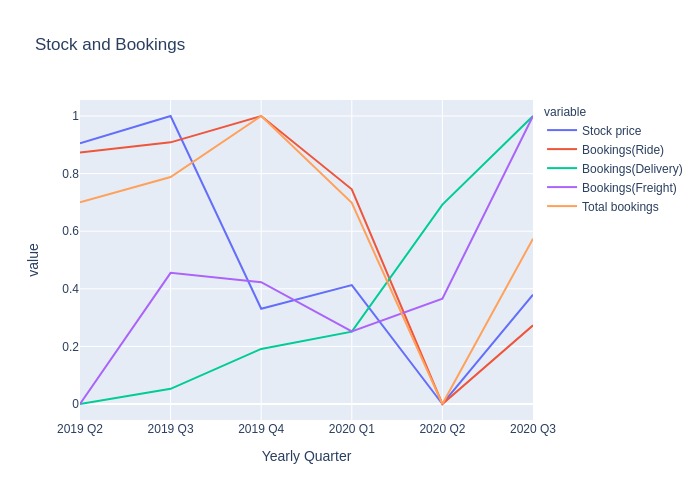 Stock and Bookings
variable
Stock price
Bookings(Ride)
Bookings(Delivery)
Bookings(Freight)
Total bookings
value
1
0.8
0.6
0.4
0.2
0
2019 Q2 2019 Q3 2019 Q4 2020 Q1 2020 Q2 2020 Q3
Yearly Quarter